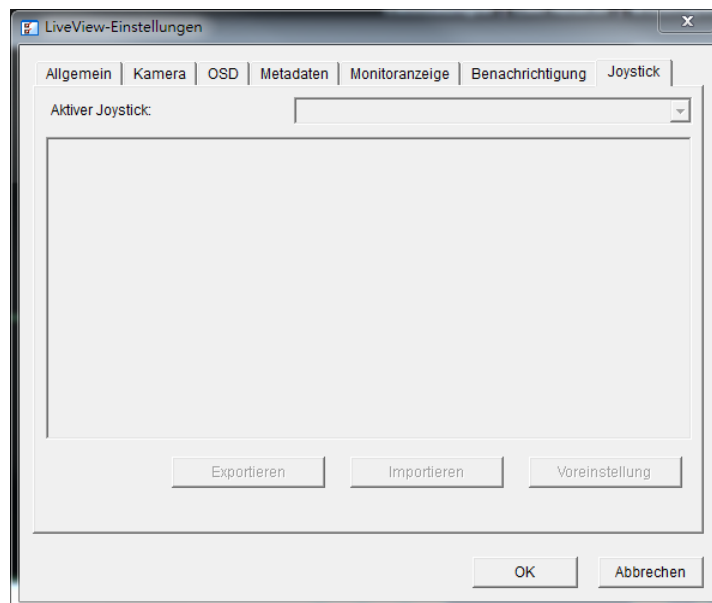 LiveView-Einstellungen
Allgemein Kamera OSD Metadaten Monitoranzeige Benachrichtigung Joystick
Aktiver Joystick:
Exportieren Importieren Voreinstellung
OK Abbrechen